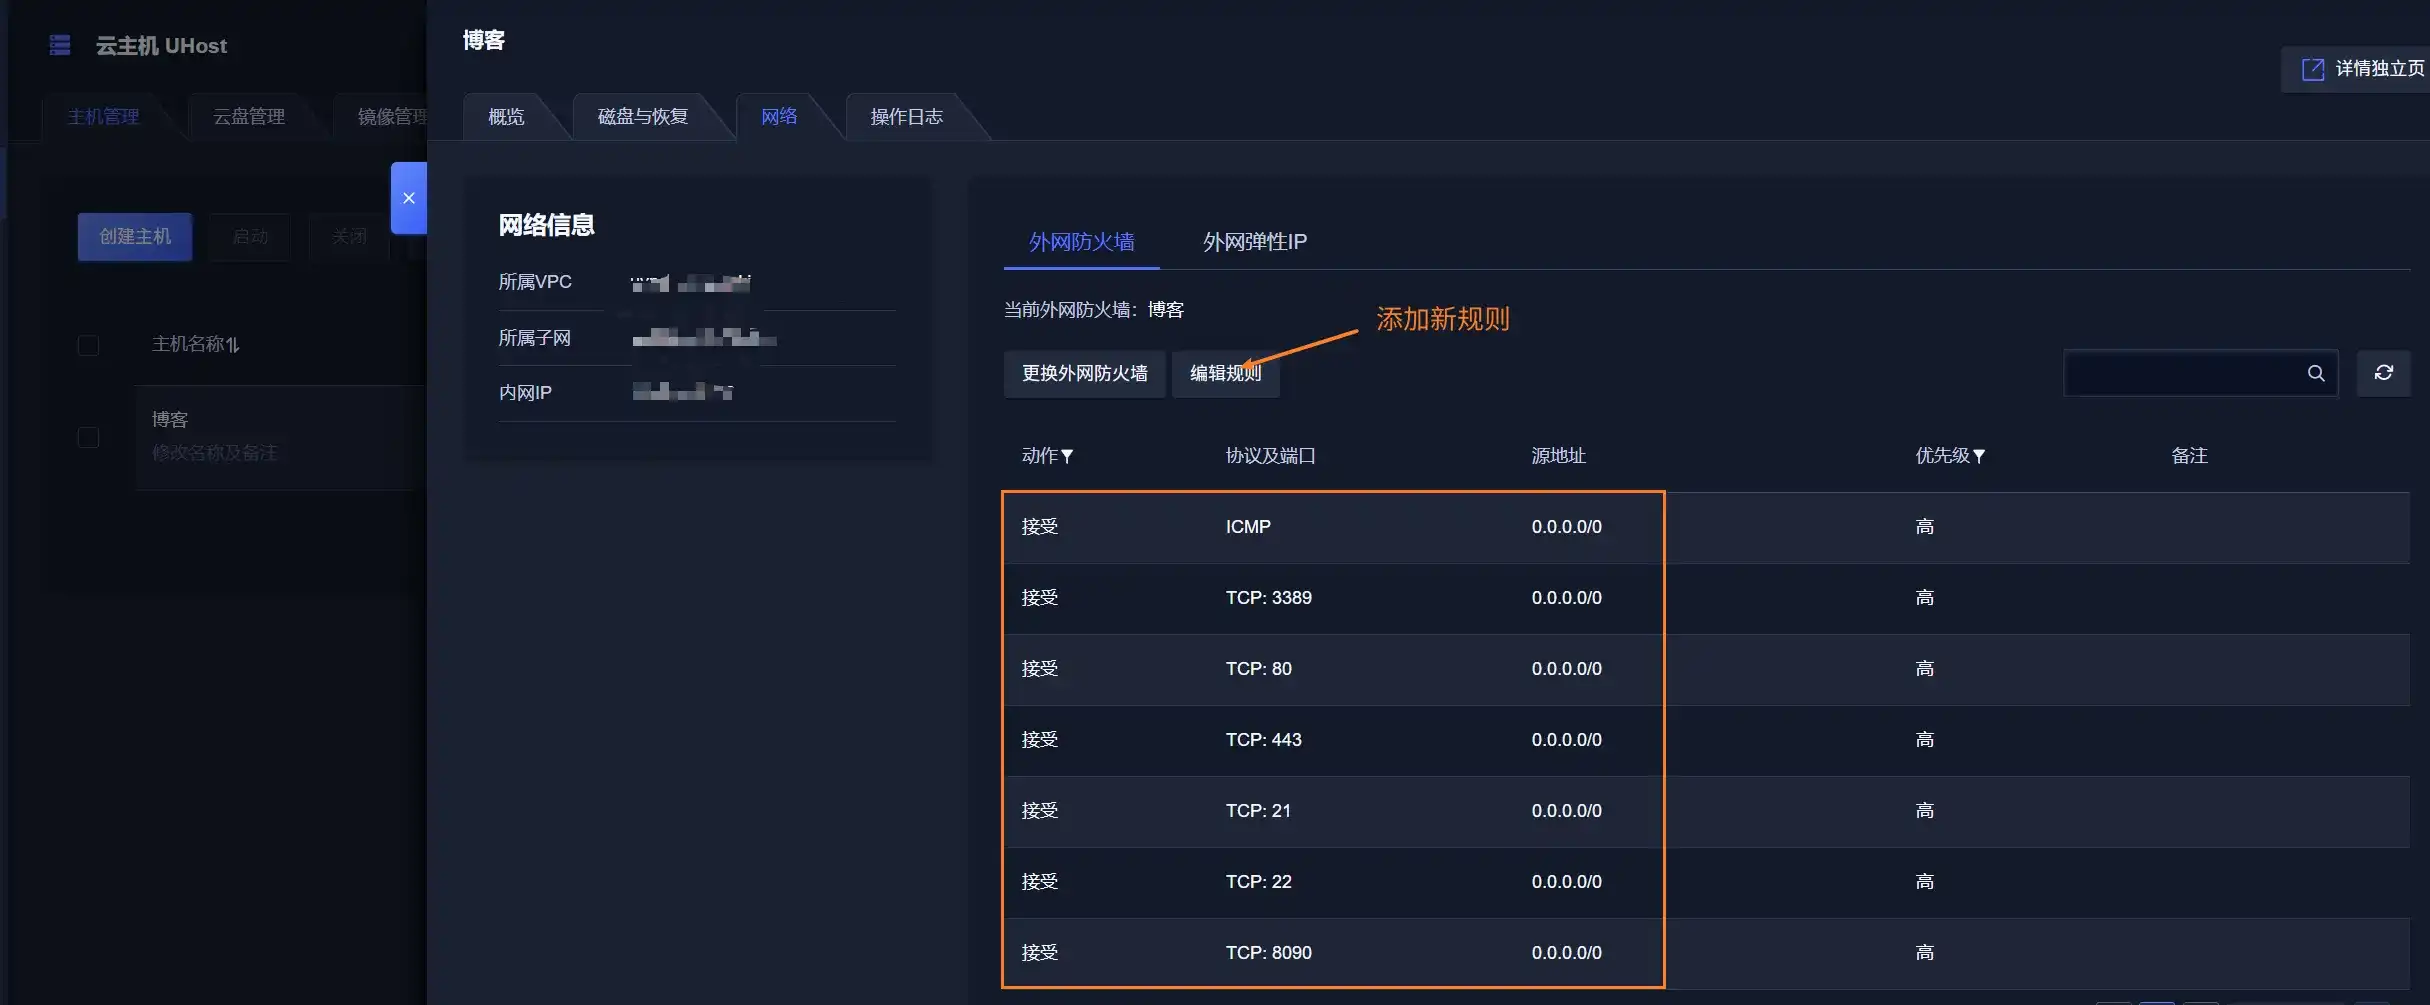 云主机 UHost
主机管理
云盘管理
镜像管理
创建主机
启动
关闭
主机名称
博客
修改名称及备注
博客
详情独立页
概览
磁盘与恢复
网络
操作日志
网络信息
所属VPC
所属子网
内网IP
外网防火墙
外网弹性IP
当前外网防火墙：博客
添加新规则
更换外网防火墙
编辑规则
动作 协议及端口 源地址 优先级 备注
接受 ICMP 0.0.0.0/0 高
接受 TCP: 3389 0.0.0.0/0 高
接受 TCP: 80 0.0.0.0/0 高
接受 TCP: 443 0.0.0.0/0 高
接受 TCP: 21 0.0.0.0/0 高
接受 TCP: 22 0.0.0.0/0 高
接受 TCP: 8090 0.0.0.0/0 高